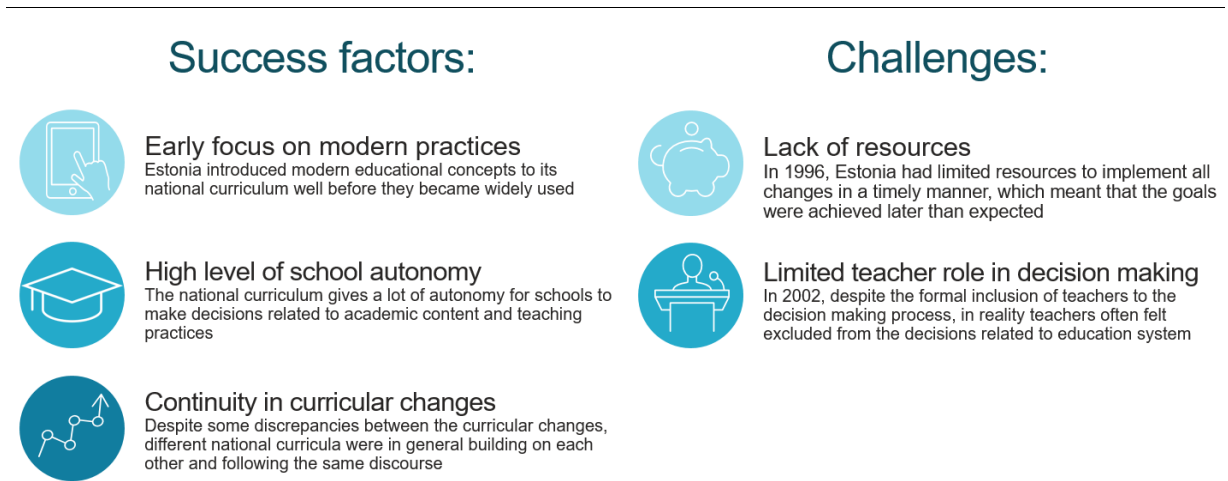 Success factors:
Early focus on modern practices
Estonia introduced modern educational concepts to its
national curriculum well before they became widely used
High level of school autonomy
The national curriculum gives a lot of autonomy for schools to
make decisions related to academic content and teaching
practices
Continuity in curricular changes
Despite some discrepancies between the curricular changes,
different national curricula were in general building on each
other and following the same discourse
Challenges:
Lack of resources
In 1996, Estonia had limited resources to implement all
changes in a timely manner, which meant that the goals
were achieved later than expected
Limited teacher role in decision making
In 2002, despite the formal inclusion of teachers to the
decision making process, in reality teachers often felt
excluded from the decisions related to education system